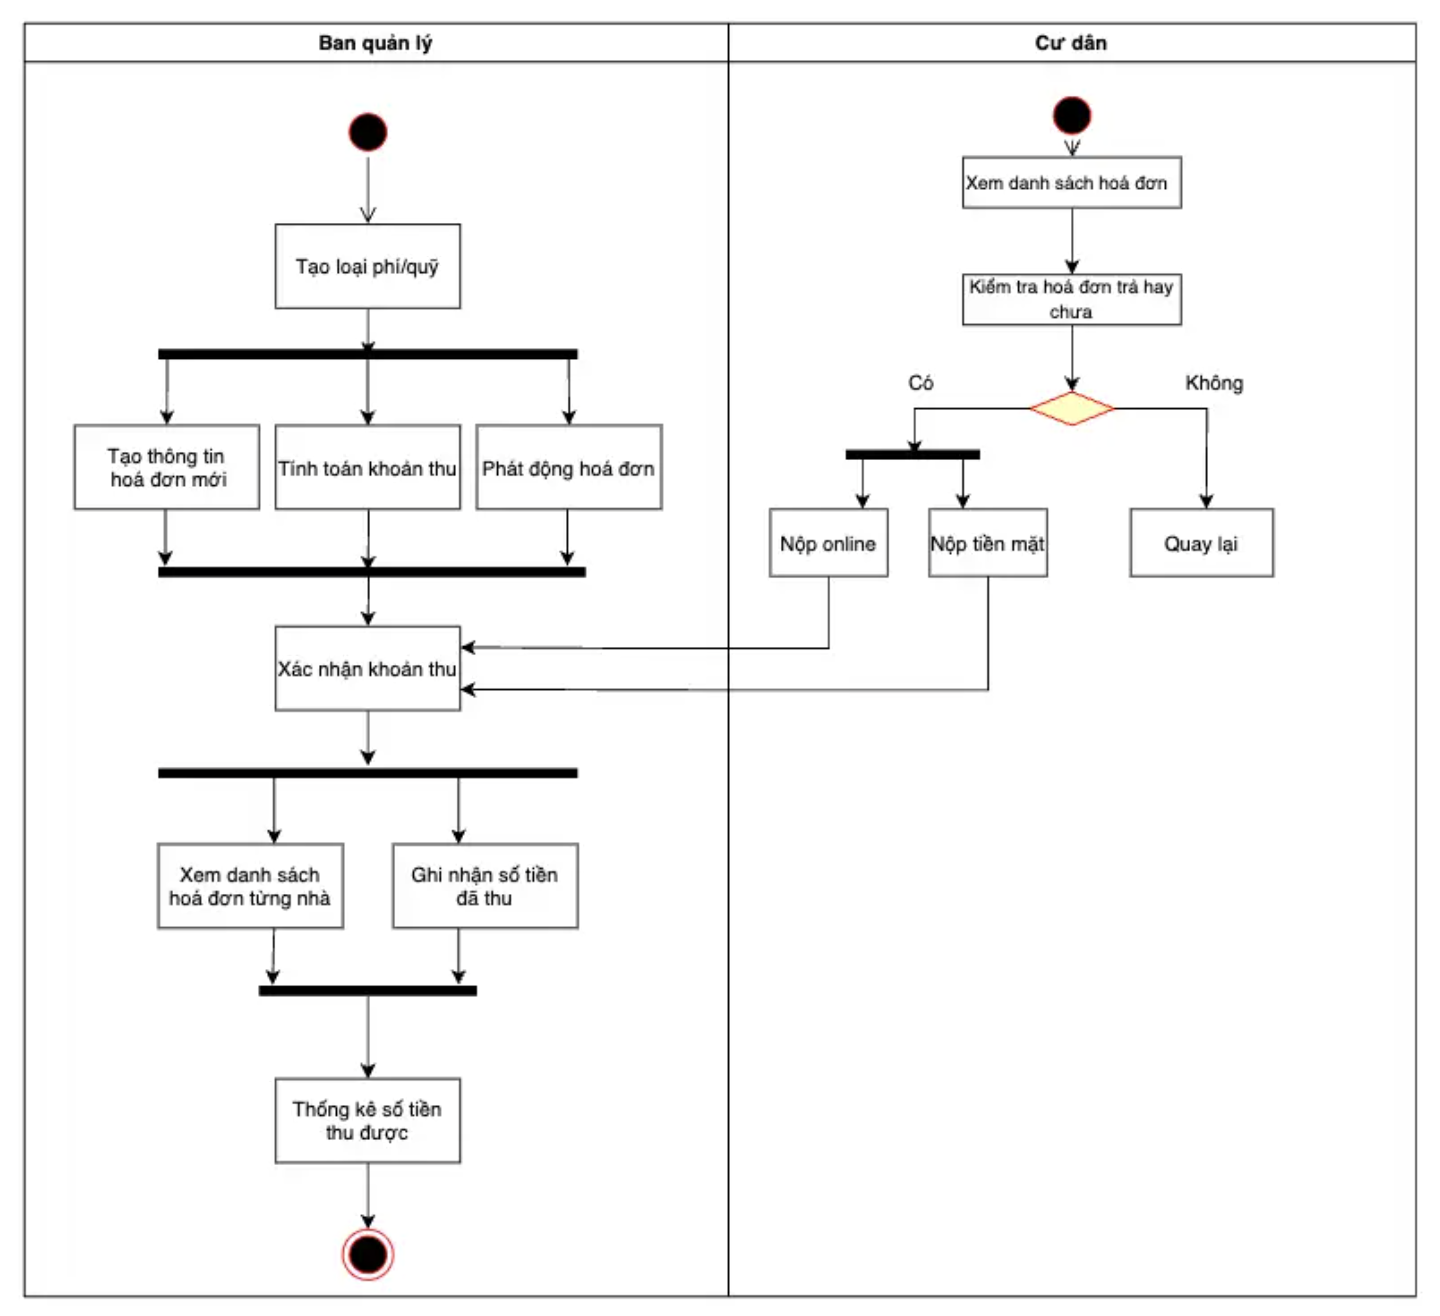 Ban quản lý
Cư dân
Xem danh sách hoá đơn
Tạo loại phí/quỹ
Kiểm tra hoá đơn trả hay
chưa
Có
Không
Tạo thông tin
hoá đơn mới
Tính toán khoản thu
Phát động hoá đơn
Nộp online
Nộp tiền mặt
Quay lại
Xác nhận khoản thu
Xem danh sách
hoá đơn từng nhà
Ghi nhận số tiền
đã thu
Thống kê số tiền
thu được